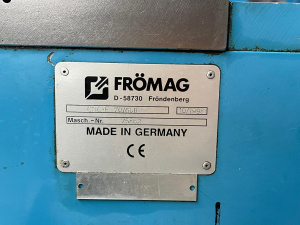 FRÖMAG
D - 58730 Fröndenberg
Masch. - Nr.
MADE IN GERMANY
CE